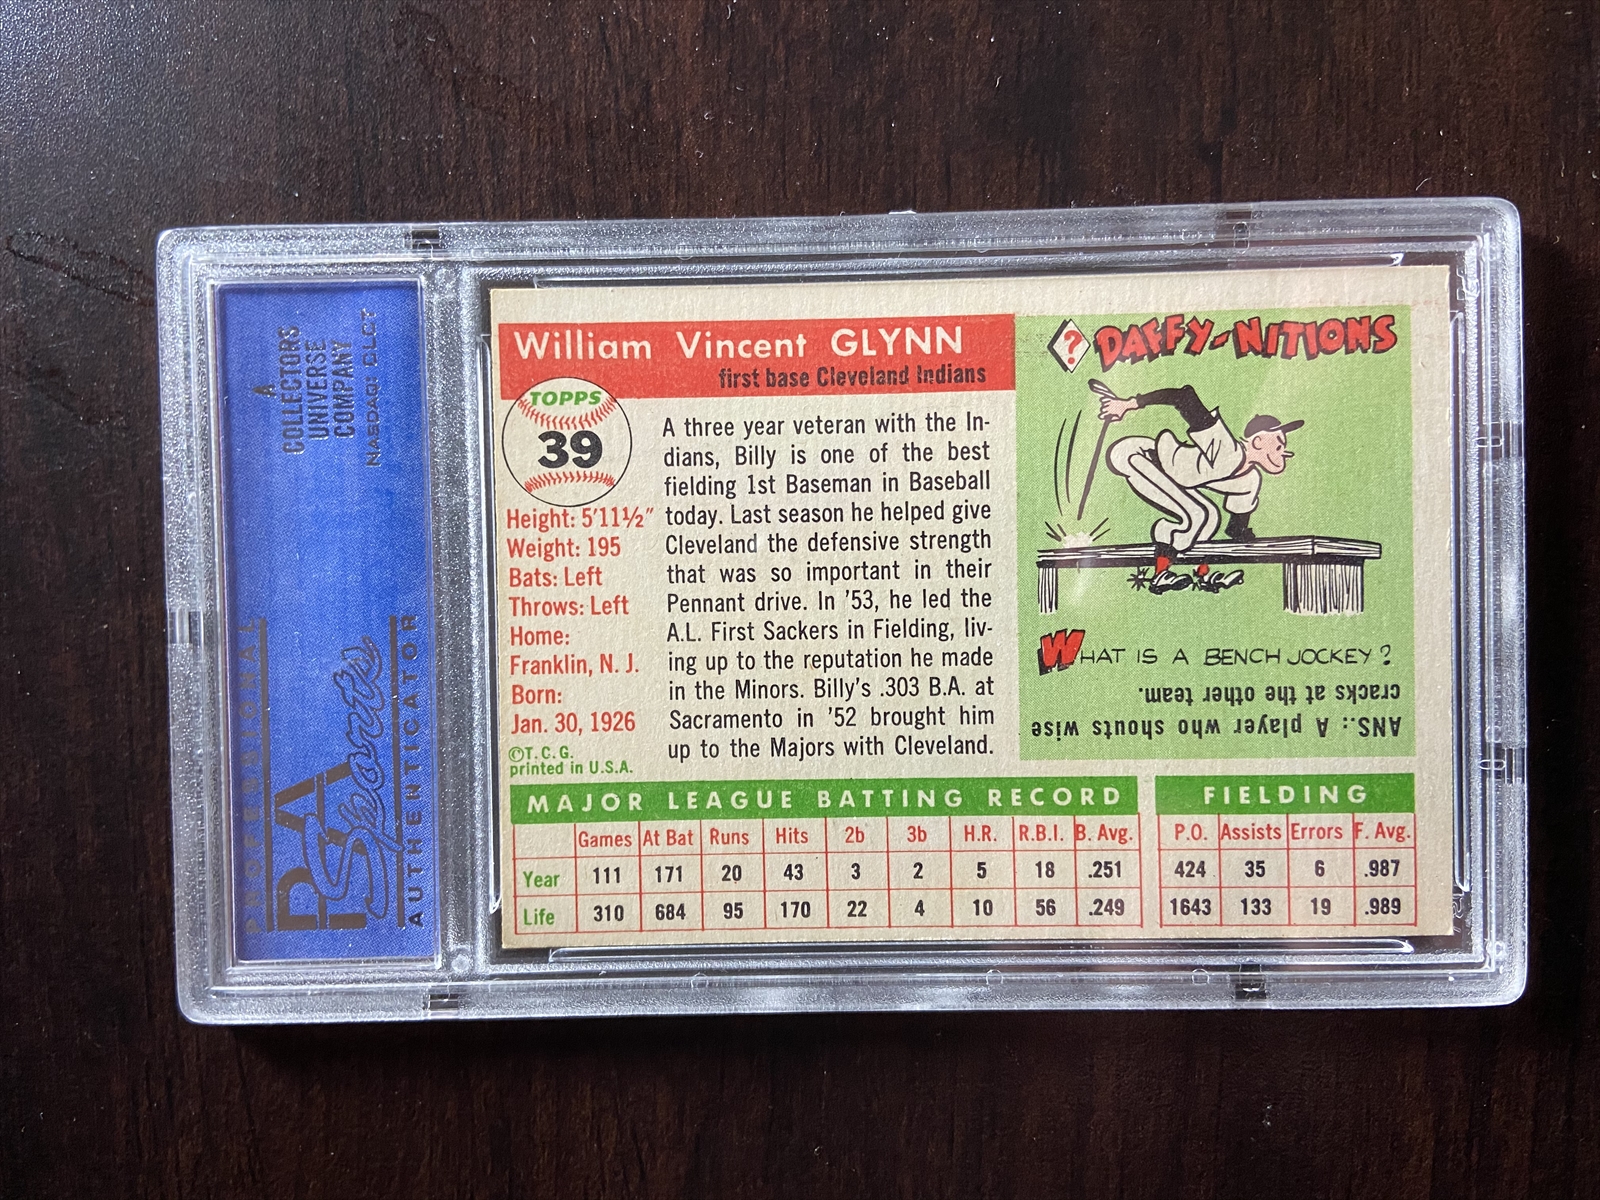 A
COLLECTORS
UNIVERSE
COMPANY
NASDAQ: CLCT
PROFESSIONAL
PSA
Sports
AUTHENTICATOR
William Vincent GLYNN
first base Cleveland Indians
TOPPS
39
Height: 5'11½"
Weight: 195
Bats: Left
Throws: Left
Home:
Franklin, N. J.
Born:
Jan. 30, 1926
©T.C.G.
printed in U.S.A.
A three year veteran with the In-
dians, Billy is one of the best
fielding 1st Baseman in Baseball
today. Last season he helped give
Cleveland the defensive strength
that was so important in their
Pennant drive. In '53, he led the
A.L. First Sackers in Fielding, liv-
ing up to the reputation he made
in the Minors. Billy's .303 B.A. at
Sacramento in '52 brought him
up to the Majors with Cleveland.
? DAFFY-NITIONS
WHAT IS A BENCH JOCKEY?
ANS.: A player who shouts wise
cracks at the other team.
MAJOR LEAGUE BATTING RECORD
Games At Bat Runs Hits 2b 3b H.R. R.B.I. B. Avg.
Year 111 171 20 43 3 2 5 18 .251
Life 310 684 95 170 22 4 10 56 .249
FIELDING
P.O. Assists Errors F. Avg.
424 35 6 .987
1643 133 19 .989